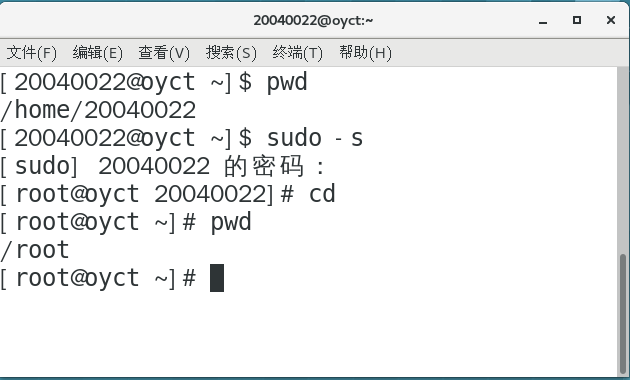 20040022@oyct:~
文件(F) 编辑(E) 查看(V) 搜索(S) 终端(T) 帮助(H)
[20040022@oyct ~]$ pwd
/home/20040022
[20040022@oyct ~]$ sudo -s
[sudo] 20040022 的密码：
[root@oyct 20040022]# cd
[root@oyct ~]# pwd
/root
[root@oyct ~]#